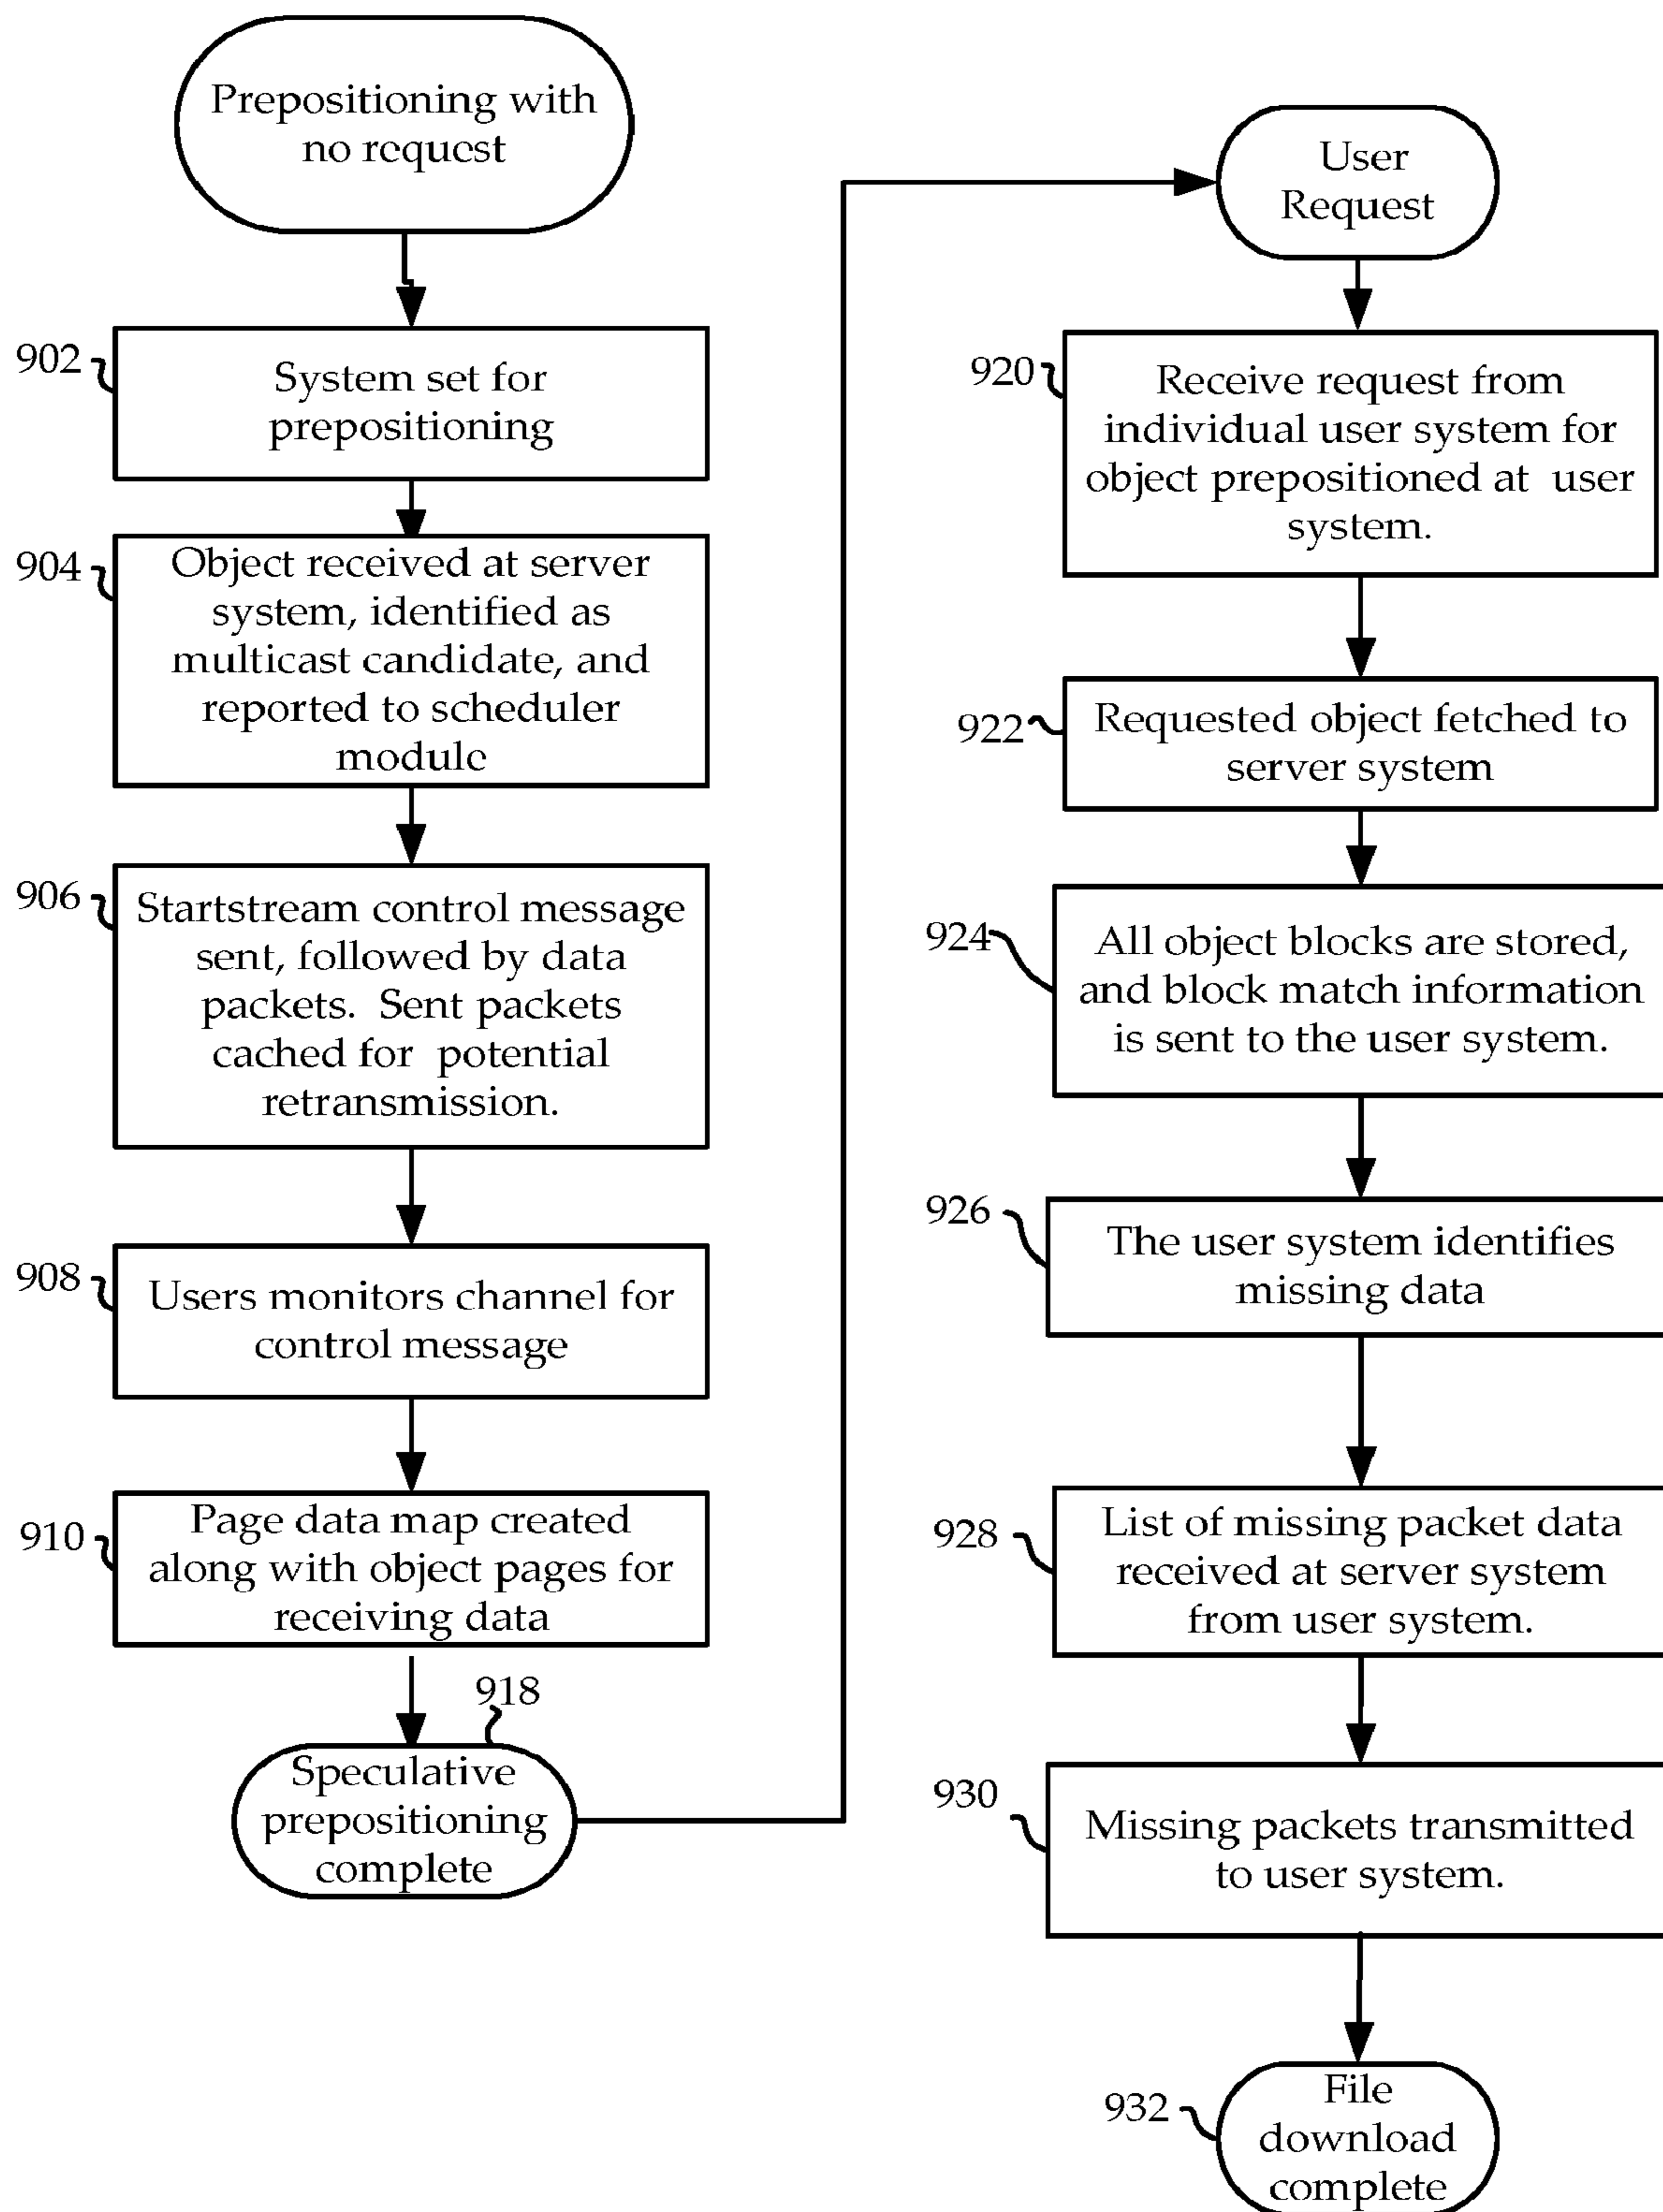 Prepositioning with
no request
902
System set for
prepositioning
904
Object received at server
system, identified as
multicast candidate, and
reported to scheduler
module
906
Startstream control message
sent, followed by data
packets.  Sent packets
cached for  potential
retransmission.
908
Users monitors channel for
control message
910
Page data map created
along with object pages for
receiving data
918
Speculative
prepositioning
complete
User
Request
920
Receive request from
individual user system for
object prepositioned at  user
system.
922
Requested object fetched to
server system
924
All object blocks are stored,
and block match information
is sent to the user system.
926
The user system identifies
missing data
928
List of missing packet data
received at server system
from user system.
930
Missing packets transmitted
to user system.
932
File
download
complete